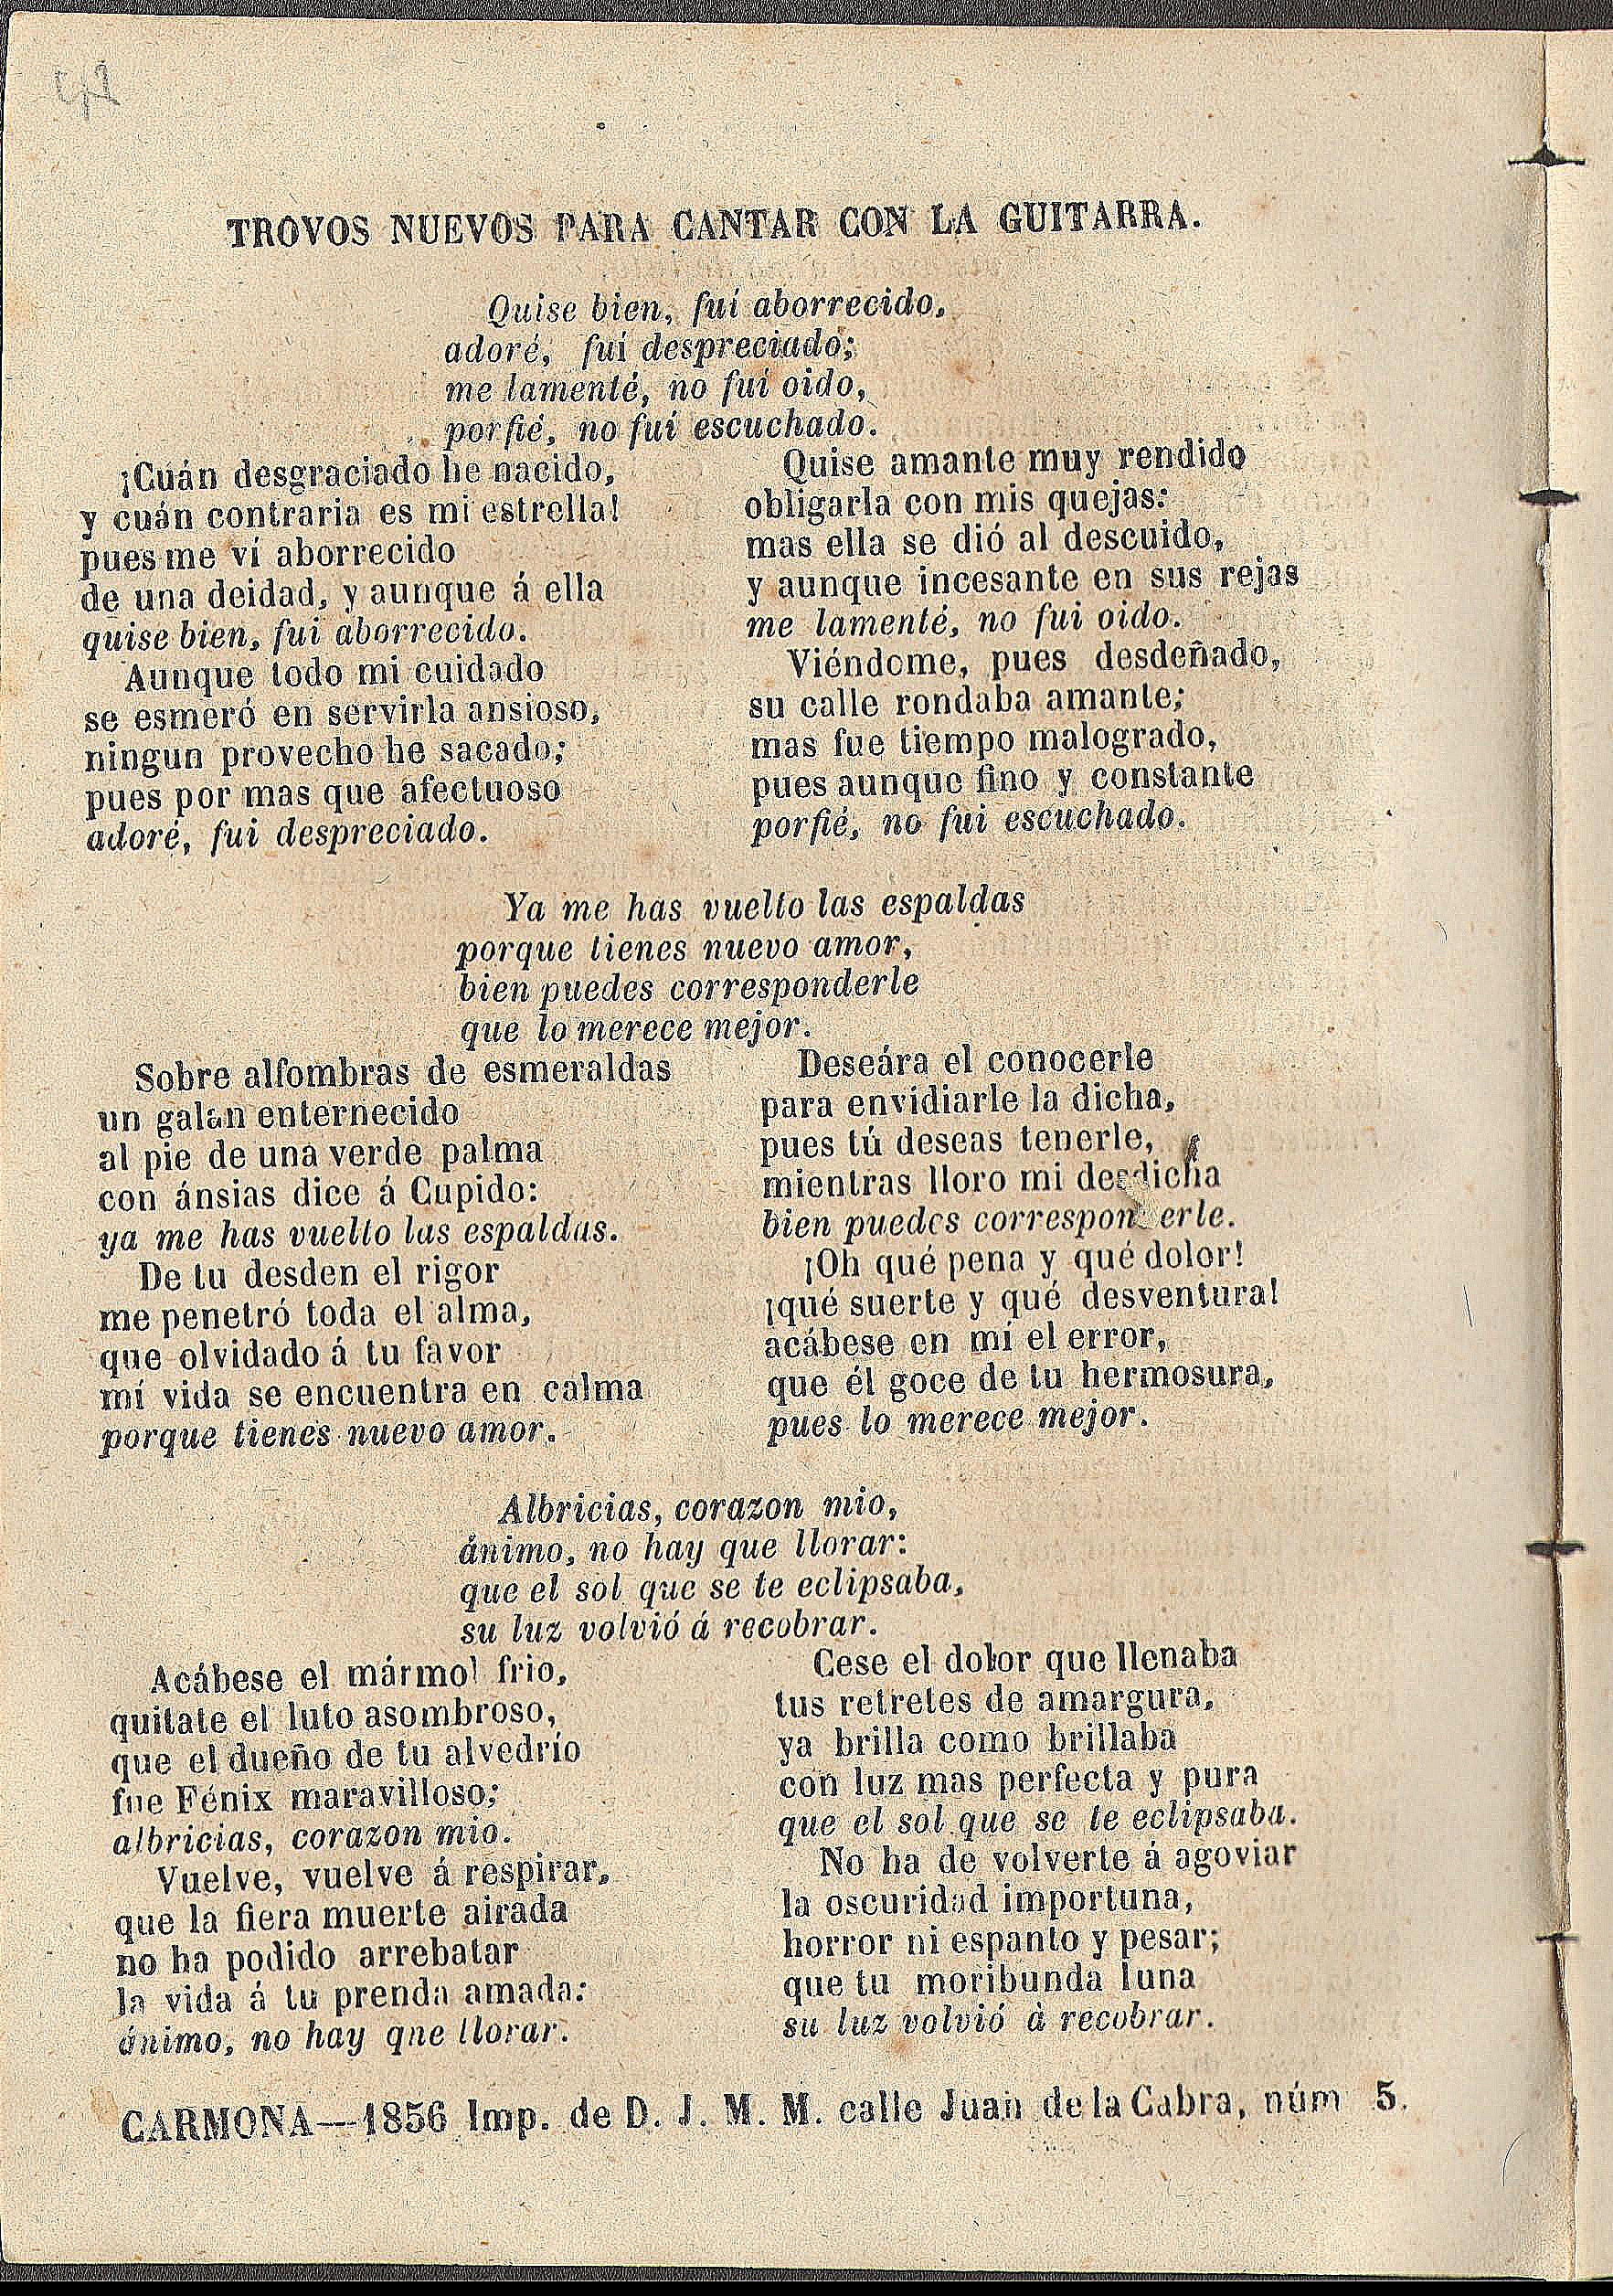 42
TROVOS NUEVOS PARA CANTAR CON LA GUITARRA.
Quise bien, fuí aborrecido,
adoré, fuí despreciado;
me lamenté, no fuí oido,
porfié, no fuí escuchado.
¡Cuán desgraciado he nacido,
y cuán contraria es mi estrella!
pues me ví aborrecido
de una deidad, y aunque á ella
quise bien, fui aborrecido.
Aunque todo mi cuidado
se esmeró en servirla ansioso,
ningun provecho he sacado;
pues por mas que afectuoso
adoré, fui despreciado.
Quise amante muy rendido
obligarla con mis quejas:
mas ella se dió al descuido,
y aunque incesante en sus rejas
me lamenté, no fui oido.
Viéndome, pues desdeñado,
su calle rondaba amante;
mas fue tiempo malogrado,
pues aunque fino y constante
porfié, no fui escuchado.
Ya me has vuelto las espaldas
porque tienes nuevo amor,
bien puedes corresponderle
que lo merece mejor.
Sobre alfombras de esmeraldas
un galan enternecido
al pie de una verde palma
con ánsias dice á Cupido:
ya me has vuelto las espaldas.
De tu desden el rigor
me penetró toda el alma,
que olvidado á tu favor
mí vida se encuentra en calma
porque tienes nuevo amor.
Deseára el conocerle
para envidiarle la dicha,
pues tú deseas tenerle,
mientras lloro mi desdicha
bien puedes corresponderle.
¡Oh qué pena y qué dolor!
¡qué suerte y qué desventura!
acábese en mi el error,
que él goce de tu hermosura,
pues lo merece mejor.
Albricias, corazon mio,
ánimo, no hay que llorar:
que el sol que se te eclipsaba,
su luz volvió á recobrar.
Acábese el mármol frio,
quitate el luto asombroso,
que el dueño de tu alvedrío
fue Fénix maravilloso;
albricias, corazon mio.
Vuelve, vuelve á respirar,
que la fiera muerte airada
no ha podido arrebatar
la vida á tu prenda amada:
ánimo, no hay que llorar.
Cese el dolor que llenaba
tus retretes de amargura,
ya brilla como brillaba
con luz mas perfecta y pura
que el sol que se te eclipsaba.
No ha de volverte á agoviar
la oscuridad importuna,
horror ni espanto y pesar;
que tu moribunda luna
su luz volvió à recobrar.
CARMONA—1856 Imp. de D. J. M. M. calle Juan de la Cabra, núm 5.